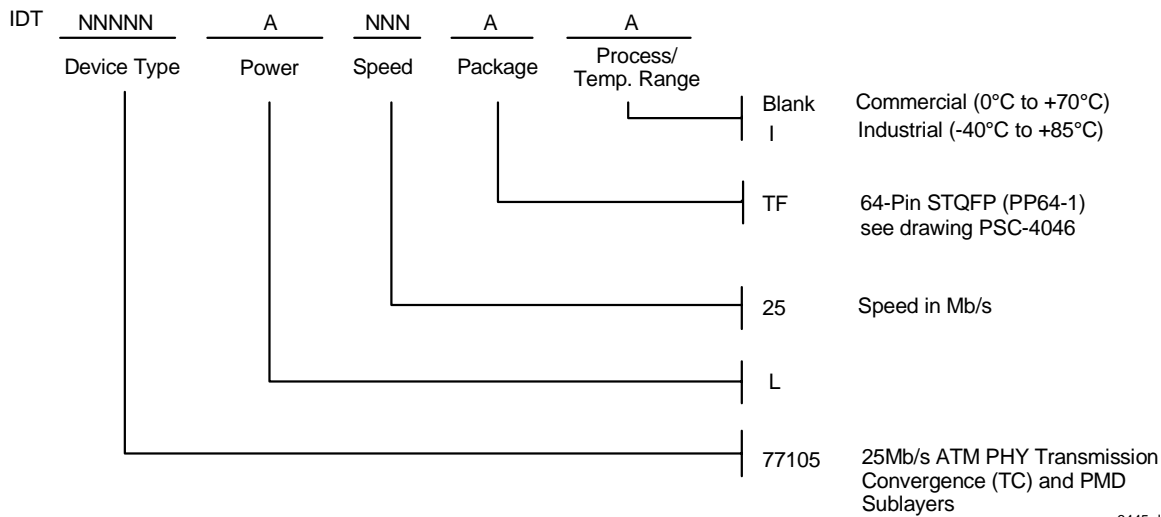 IDT NNNNN A NNN A A
Device Type Power Speed Package Process/
Temp. Range
Blank Commercial (0°C to +70°C)
I Industrial (-40°C to +85°C)
TF 64-Pin STQFP (PP64-1)
see drawing PSC-4046
25 Speed in Mb/s
L
77105 25Mb/s ATM PHY Transmission
Convergence (TC) and PMD
Sublayers